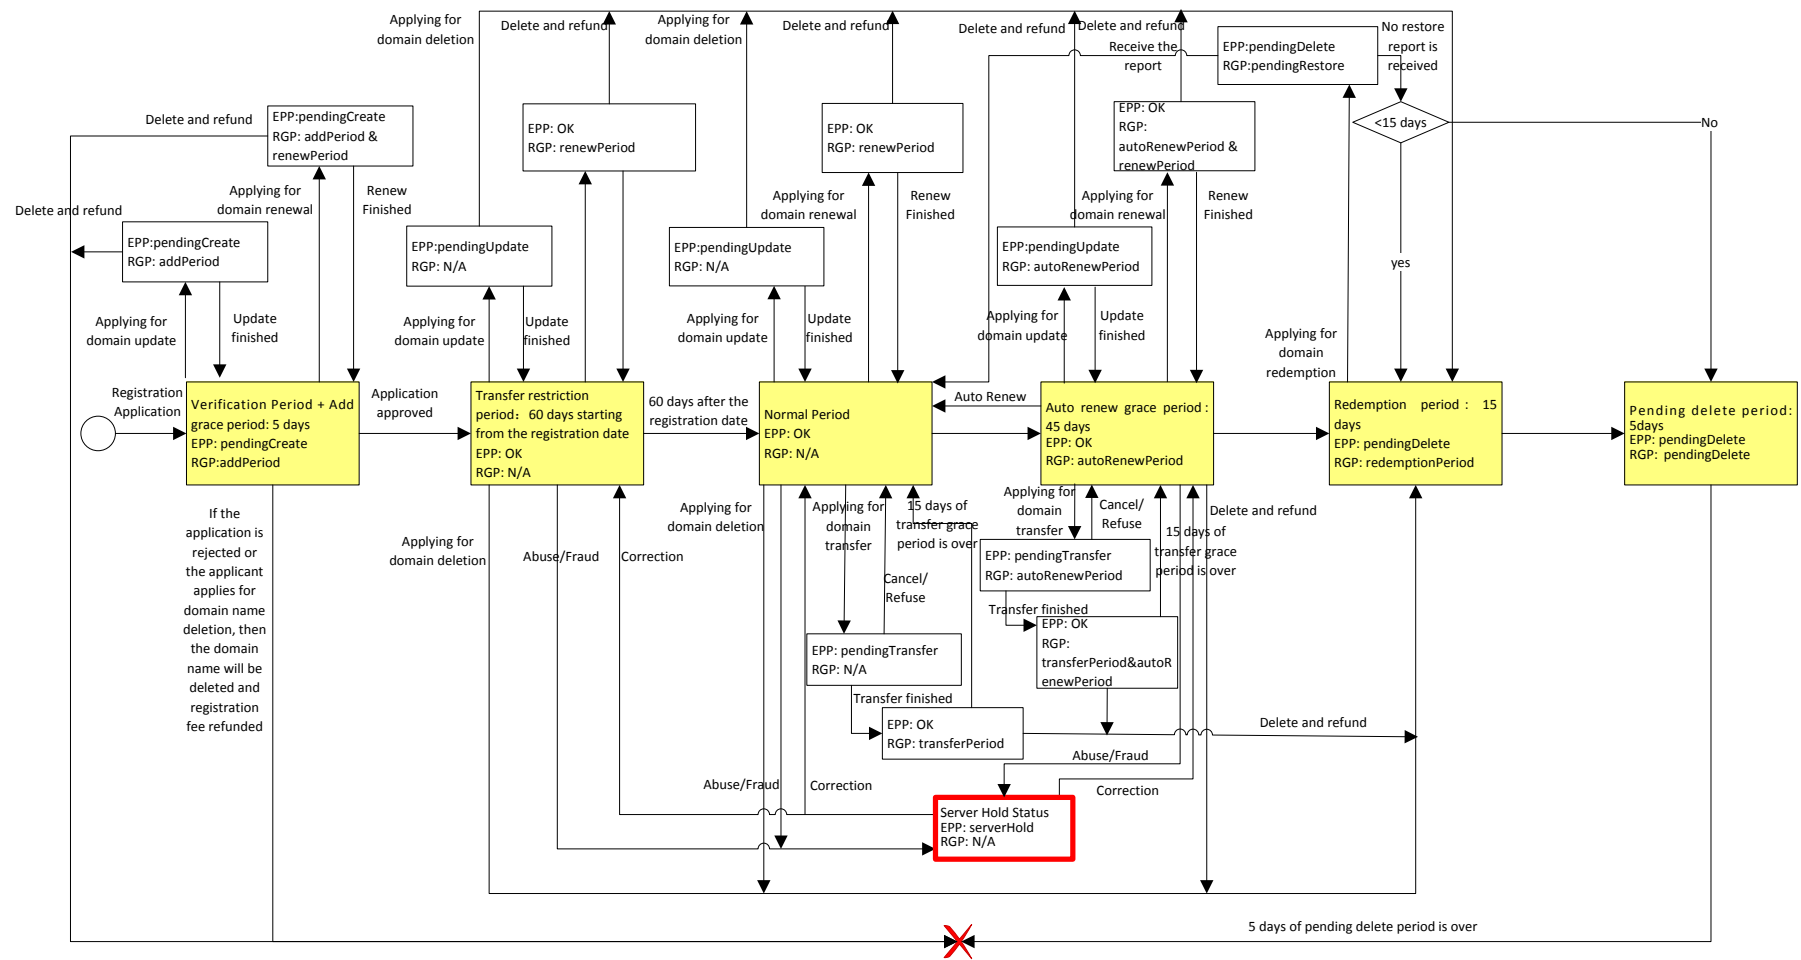 Applying for
domain deletion
Delete and refund
Applying for
domain deletion
Delete and refund
Delete and refund
Delete and refund
Receive the
report
EPP:pendingDelete
RGP:pendingRestore
No restore
report is
received
<15 days
No
yes
Delete and refund
EPP:pendingCreate
RGP: addPeriod &
renewPeriod
EPP: OK
RGP: renewPeriod
EPP: OK
RGP: renewPeriod
EPP: OK
RGP:
autoRenewPeriod &
renewPeriod
Delete and refund
Applying for
domain renewal
Renew
Finished
Applying for
domain renewal
Renew
Finished
Applying for
domain renewal
Renew
Finished
EPP:pendingCreate
RGP: addPeriod
EPP:pendingUpdate
RGP: N/A
EPP:pendingUpdate
RGP: N/A
EPP:pendingUpdate
RGP: autoRenewPeriod
Applying for
domain update
Update
finished
Applying for
domain update
Update
finished
Applying for
domain update
Update
finished
Applying for
domain update
Update
finished
Applying for
domain
redemption
Registration
Application
Verification Period + Add
grace period: 5 days
EPP: pendingCreate
RGP:addPeriod
Application
approved
Transfer restriction
period: 60 days starting
from the registration date
EPP: OK
RGP: N/A
60 days after the
registration date
Normal Period
EPP: OK
RGP: N/A
Auto Renew
Auto renew grace period:
45 days
EPP: OK
RGP: autoRenewPeriod
Redemption period: 15
days
EPP: pendingDelete
RGP: redemptionPeriod
Pending delete period:
5days
EPP: pendingDelete
RGP: pendingDelete
If the
application is
rejected or
the applicant
applies for
domain name
deletion, then
the domain
name will be
deleted and
registration
fee refunded
Applying for
domain deletion
Abuse/Fraud
Correction
Applying for
domain deletion
Applying for
domain
transfer
15 days of
transfer grace
period is over
Cancel/
Refuse
Applying for
domain
transfer
Cancel/
Refuse
15 days of
transfer grace
period is over
Delete and refund
EPP: pendingTransfer
RGP: autoRenewPeriod
Transfer finished
EPP: OK
RGP:
transferPeriod&autoR
enewPeriod
EPP: pendingTransfer
RGP: N/A
Transfer finished
EPP: OK
RGP: transferPeriod
Delete and refund
Abuse/Fraud
Abuse/Fraud
Correction
Correction
Server Hold Status
EPP: serverHold
RGP: N/A
5 days of pending delete period is over